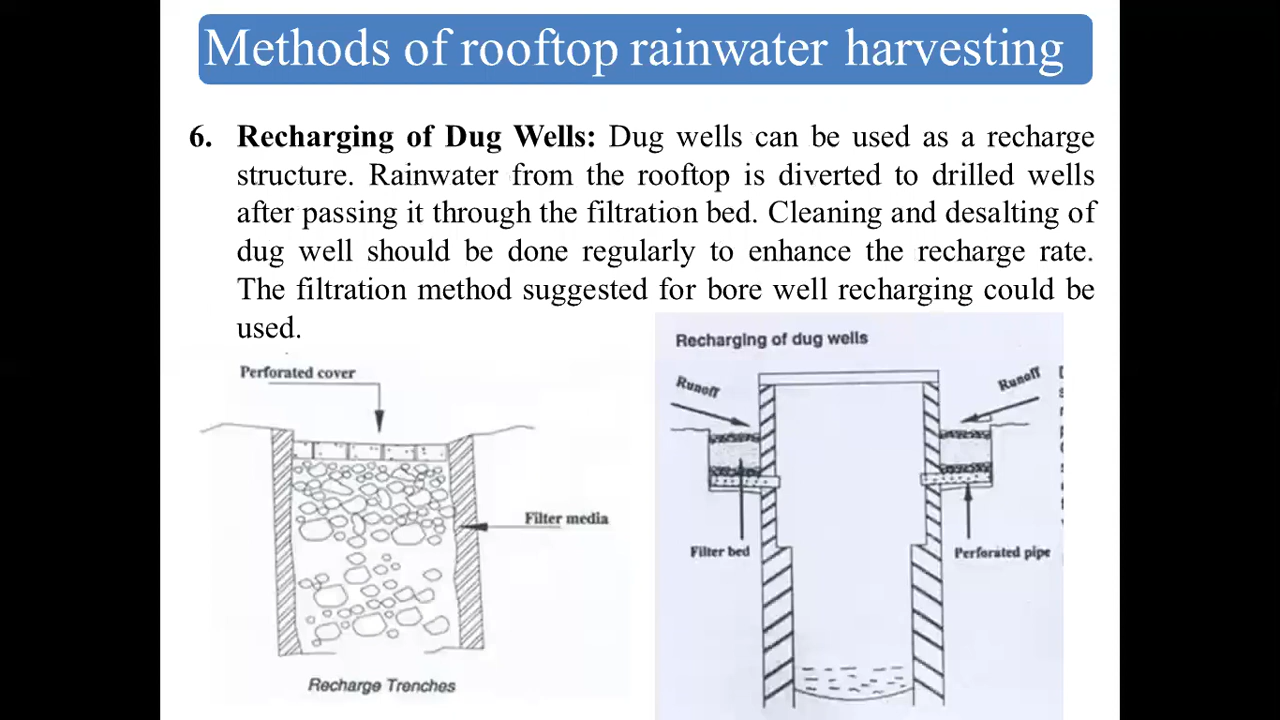 Methods of rooftop rainwater harvesting
6. Recharging of Dug Wells: Dug wells can be used as a recharge
structure. Rainwater from the rooftop is diverted to drilled wells
after passing it through the filtration bed. Cleaning and desalting of
dug well should be done regularly to enhance the recharge rate.
The filtration method suggested for bore well recharging could be
used.
Perforated cover
Filter media
Recharge Trenches
Recharging of dug wells
Runoff
Runoff
Filter bed
Perforated pipe